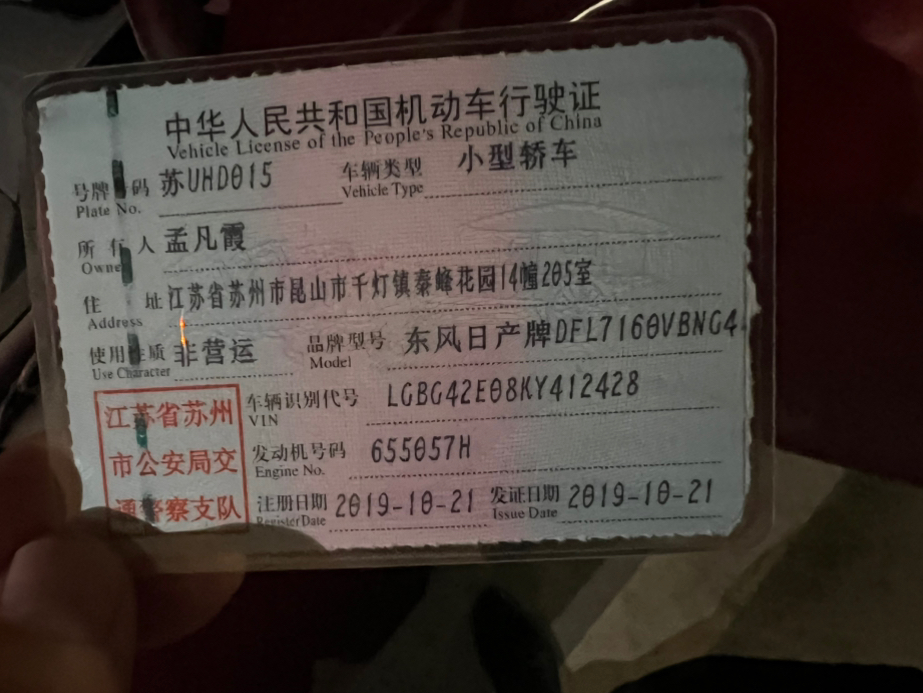 中华人民共和国机动车行驶证
Vehicle License of the People's Republic of China
号牌号码 苏UHD015 车辆类型 小型轿车
Plate No. Vehicle Type
所有人 孟凡霞
Owner
住址 江苏省苏州市昆山市千灯镇秦峰花园14幢205室
Address
使用性质 非营运 品牌型号 东风日产牌DFL7160VBNG4
Use Character Model
江苏省苏州 车辆识别代号 LGBG42E08KY412428
VIN
市公安局交 发动机号码 655057H
Engine No.
通警察支队 注册日期 2019-10-21 发证日期 2019-10-21
Register Date Issue Date